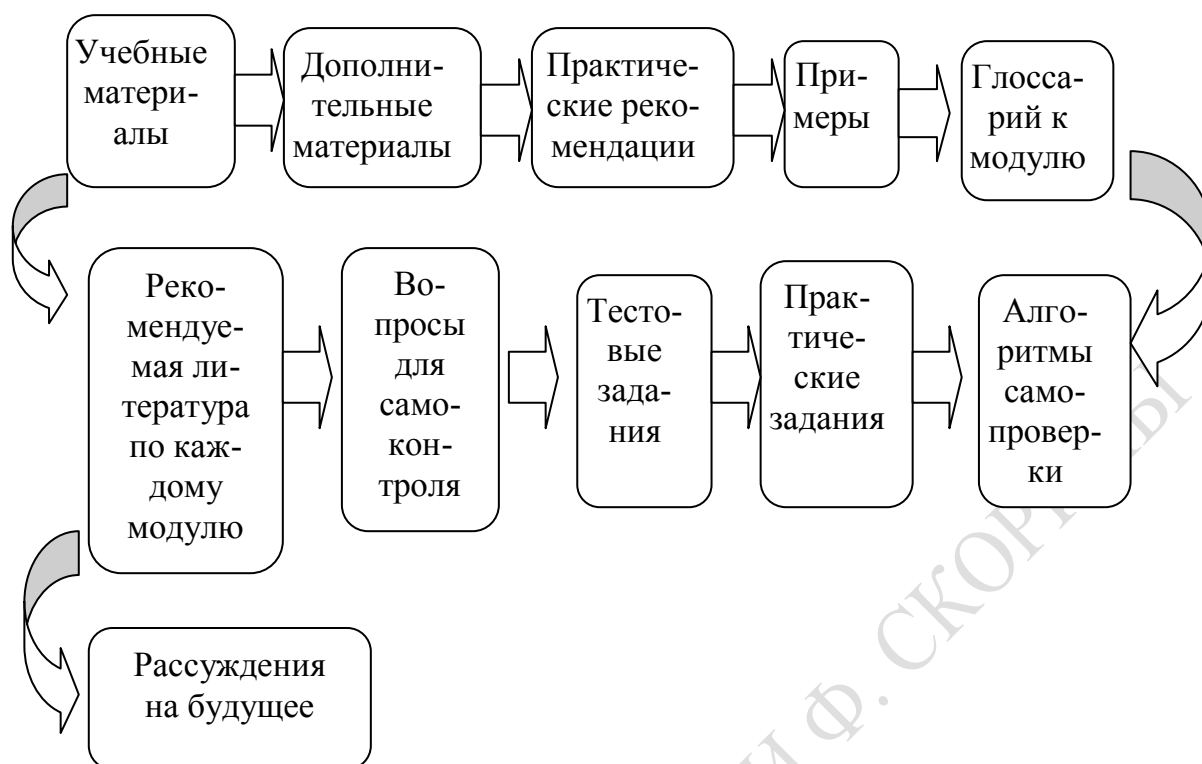 Учебные
матери-
алы
Дополни-
тельные
материалы
Практиче-
ские реко-
мендации
При-
меры
Глосса-
рий к
модулю
Реко-
мендуе-
мая ли-
тература
по каж-
дому
модулю
Во-
просы
для
само-
кон-
троля
Тесто-
вые
зада-
ния
Прак-
тиче-
ские
задания
Алго-
ритмы
само-
провер-
ки
Рассуждения
на будущее
Ф. СКОРИНЫ